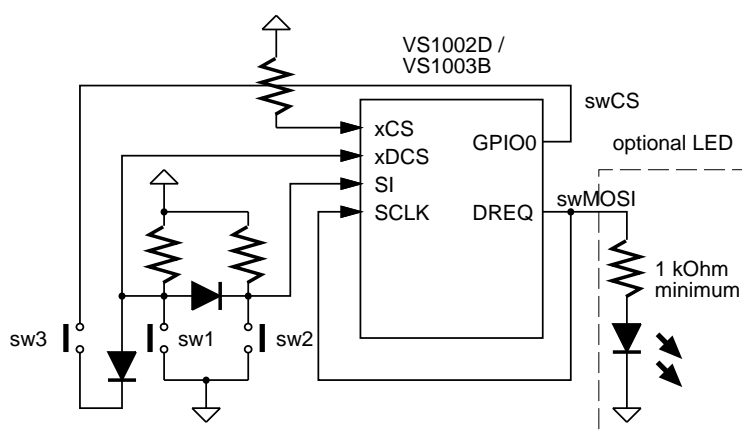 VS1002D /
VS1003B
swCS
xCS
GPIO0
optional LED
xDCS
SI
swMOSI
SCLK
DREQ
1 kOhm
minimum
sw3
sw1
sw2